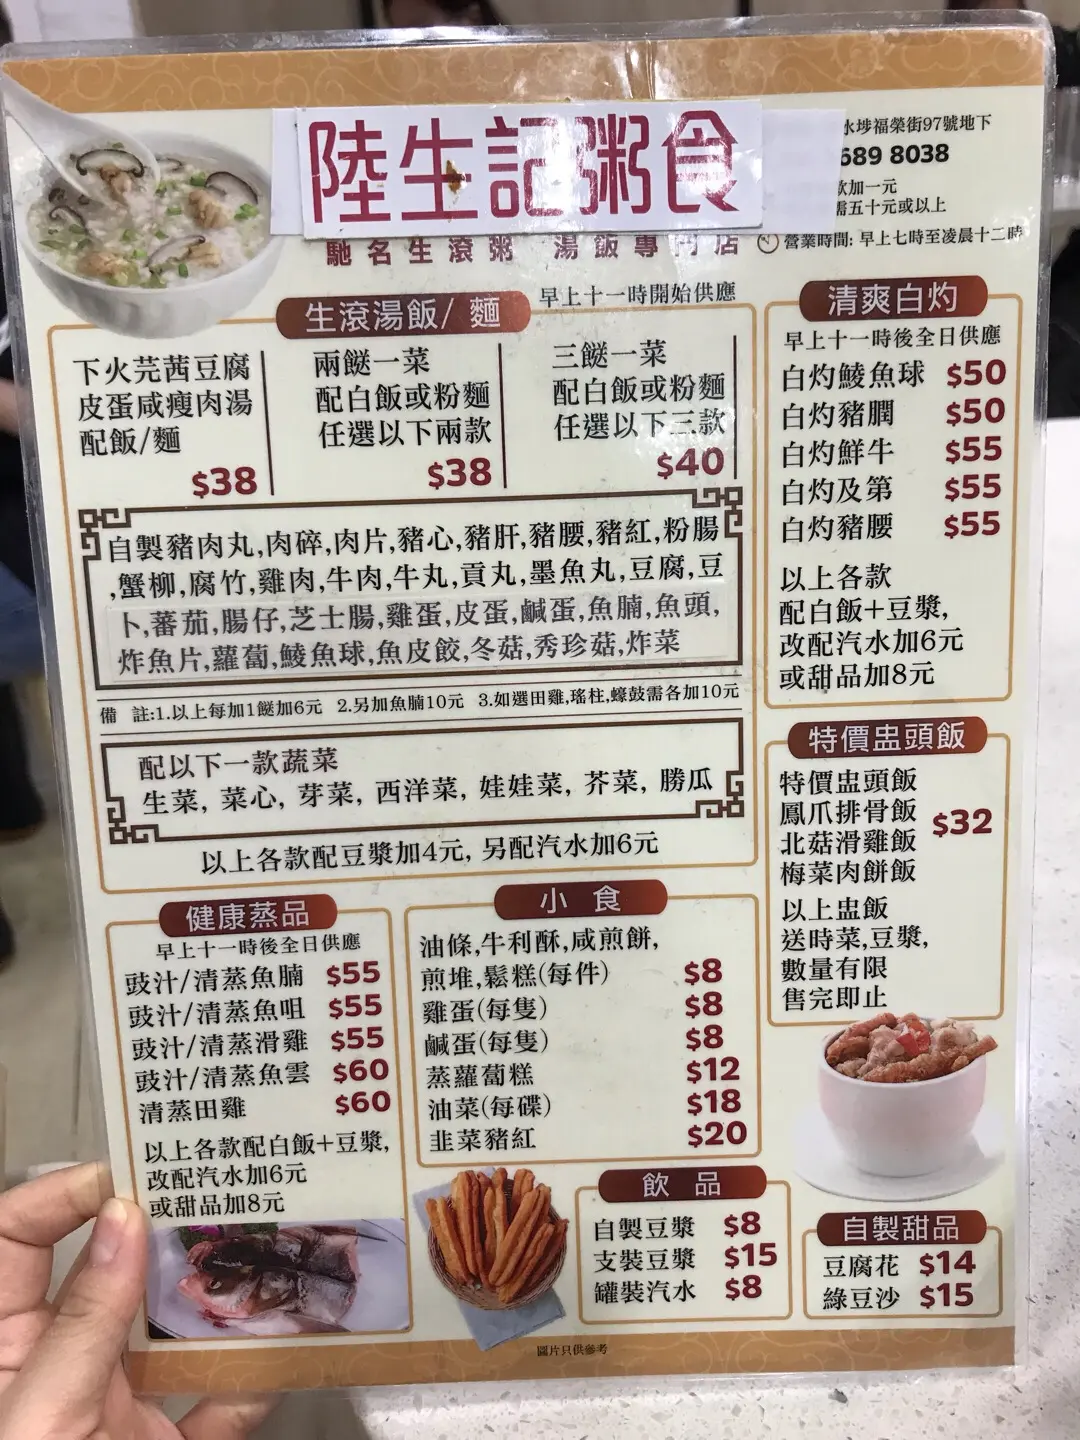 陸生記粥食
馳名生滾粥 湯飯專門店
水埗福榮街97號地下
689 8038
加一元
五十元或以上
營業時間: 早上七時至凌晨十二時
生滾湯飯/ 麵
早上十一時開始供應
下火芫茜豆腐
皮蛋咸瘦肉湯
配飯/麵
$38
兩餸一菜
配白飯或粉麵
任選以下兩款
$38
三餸一菜
配白飯或粉麵
任選以下三款
$40
自製豬肉丸,肉碎,肉片,豬心,豬肝,豬腰,豬紅,粉腸
,蟹柳,腐竹,雞肉,牛肉,牛丸,貢丸,墨魚丸,豆腐,豆
卜,蕃茄,腸仔,芝士腸,雞蛋,皮蛋,鹹蛋,魚腩,魚頭,
炸魚片,蘿蔔,鯪魚球,魚皮餃,冬菇,秀珍菇,炸菜
備 註:1.以上每加1餸加6元 2.另加魚腩10元 3.如選田雞,瑤柱,蠔鼓需各加10元
配以下一款蔬菜
生菜, 菜心, 芽菜, 西洋菜, 娃娃菜, 芥菜, 勝瓜
以上各款配豆漿加4元, 另配汽水加6元
清爽白灼
早上十一時後全日供應
白灼鯪魚球 $50
白灼豬膶 $50
白灼鮮牛 $55
白灼及第 $55
白灼豬腰 $55
以上各款
配白飯+豆漿,
改配汽水加6元
或甜品加8元
特價盅頭飯
特價盅頭飯
鳳爪排骨飯
北菇滑雞飯
梅菜肉餅飯
$32
以上盅飯
送時菜,豆漿,
數量有限
售完即止
健康蒸品
早上十一時後全日供應
豉汁/清蒸魚腩 $55
豉汁/清蒸魚咀 $55
豉汁/清蒸滑雞 $55
豉汁/清蒸魚雲 $60
清蒸田雞 $60
以上各款配白飯+豆漿,
改配汽水加6元
或甜品加8元
小 食
油條,牛利酥,咸煎餅,
煎堆,鬆糕(每件) $8
雞蛋(每隻) $8
鹹蛋(每隻) $8
蒸蘿蔔糕 $12
油菜(每碟) $18
韭菜豬紅 $20
飲 品
自製豆漿 $8
支裝豆漿 $15
罐裝汽水 $8
自製甜品
豆腐花 $14
綠豆沙 $15
圖片只供參考